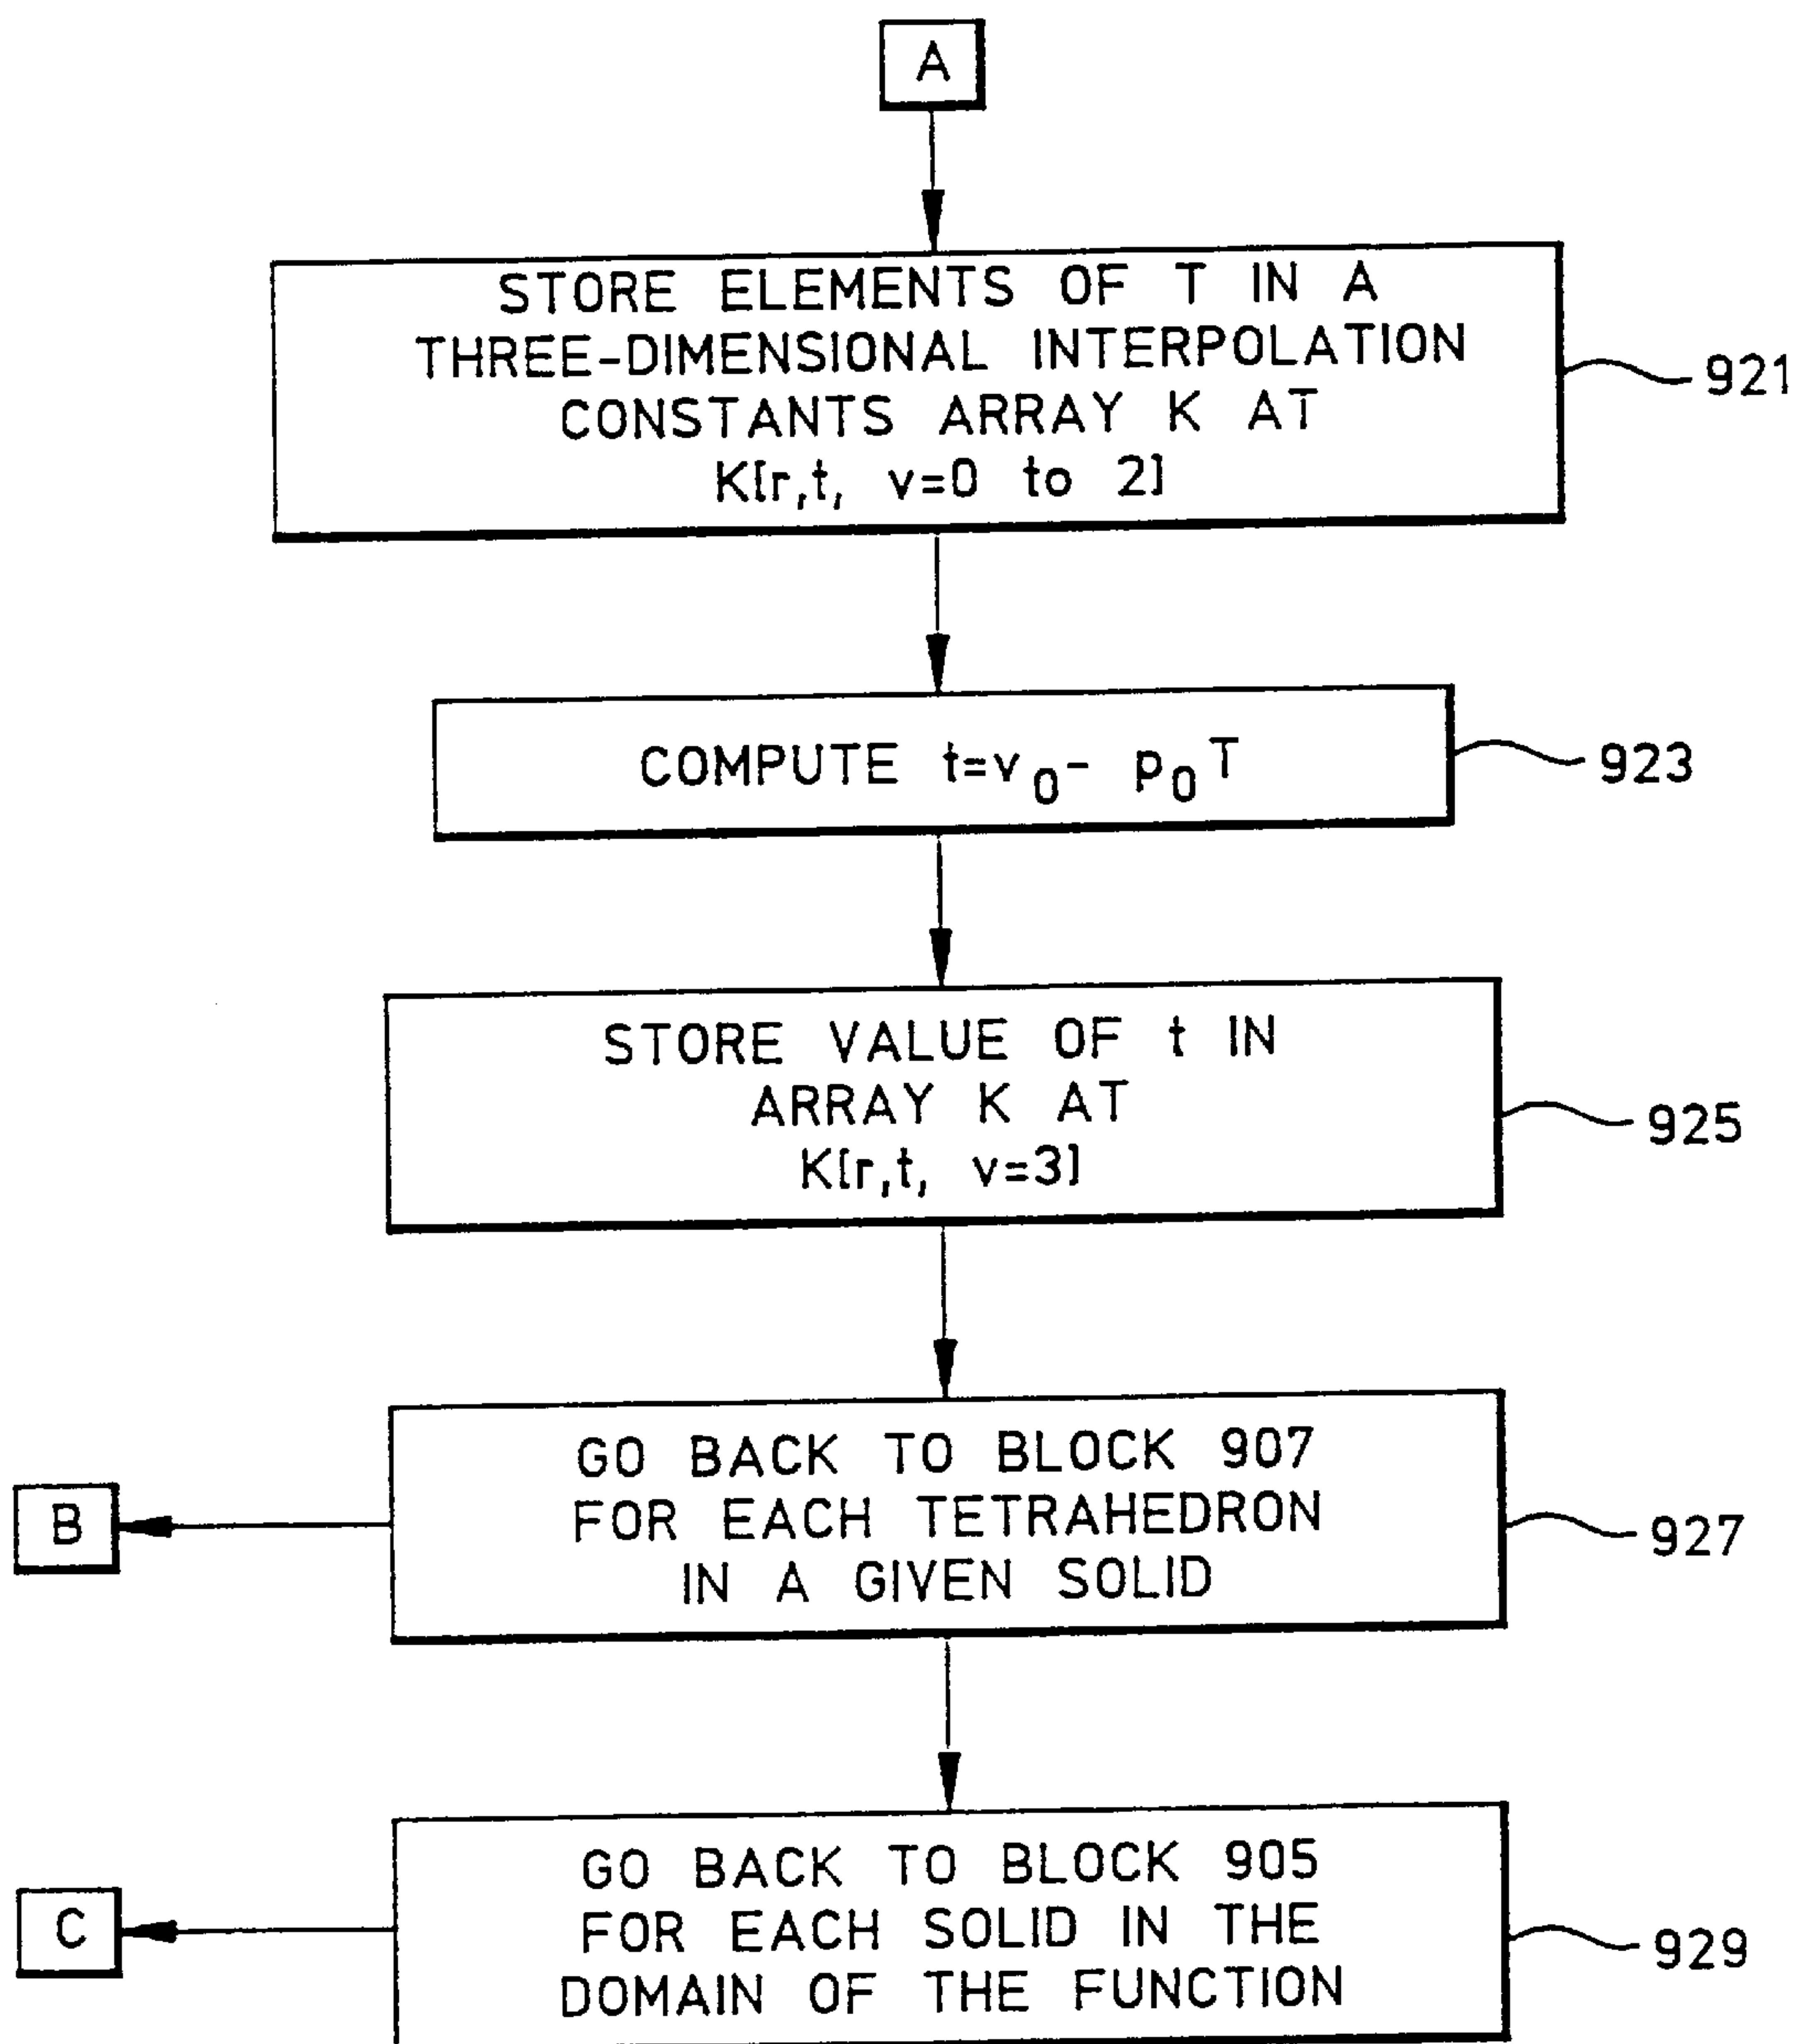 A
STORE ELEMENTS OF T IN A
THREE-DIMENSIONAL INTERPOLATION
CONSTANTS ARRAY K AT
K[r,t, v=0 to 2]
921
COMPUTE t=v₀- p₀T
923
STORE VALUE OF t IN
ARRAY K AT
K[r,t, v=3]
925
GO BACK TO BLOCK 907
FOR EACH TETRAHEDRON
IN A GIVEN SOLID
927
B
GO BACK TO BLOCK 905
FOR EACH SOLID IN THE
DOMAIN OF THE FUNCTION
929
C